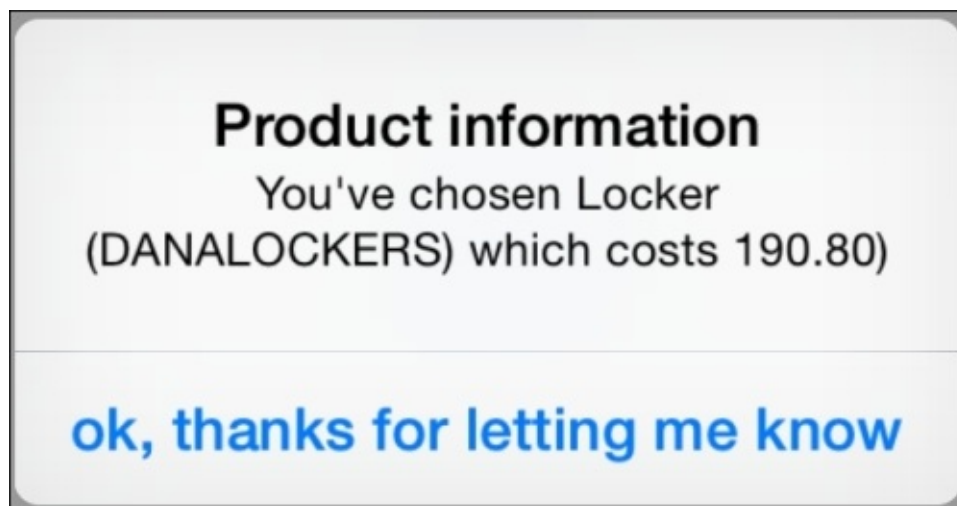 Product information
You've chosen Locker
(DANALOCKERS) which costs 190.80)
ok, thanks for letting me know